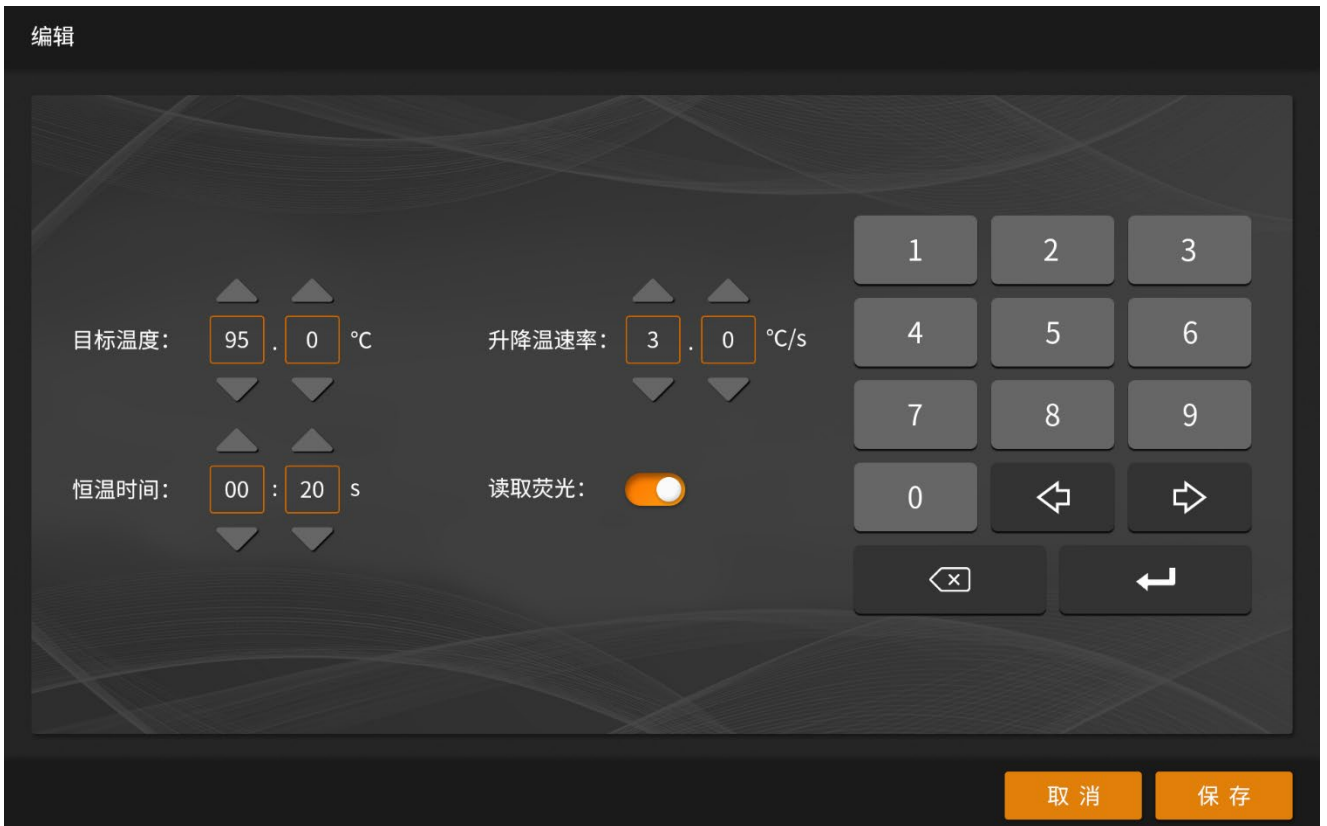 编辑
目标温度： 95 . 0 °C
升降温速率： 3 . 0 °C/s
恒温时间： 00 : 20 s
读取荧光：
1 2 3
4 5 6
7 8 9
0
取消 保存